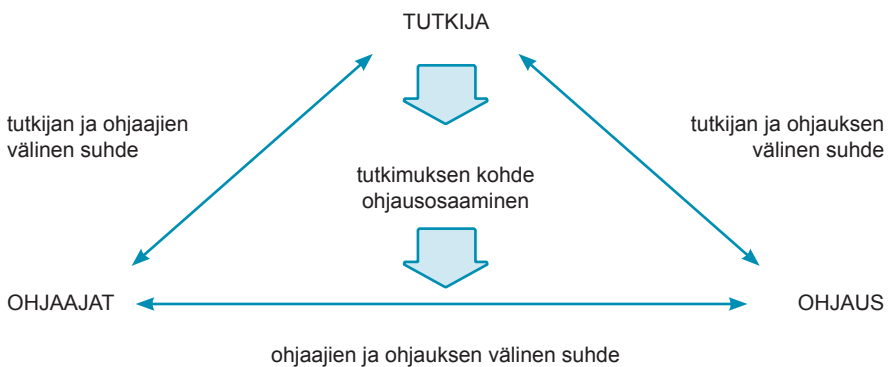 TUTKIJA
tutkijan ja ohjaajien
välinen suhde
tutkijan ja ohjauksen
välinen suhde
tutkimuksen kohde
ohjausosaaminen
OHJAAJAT
OHJAUS
ohjaajien ja ohjauksen välinen suhde